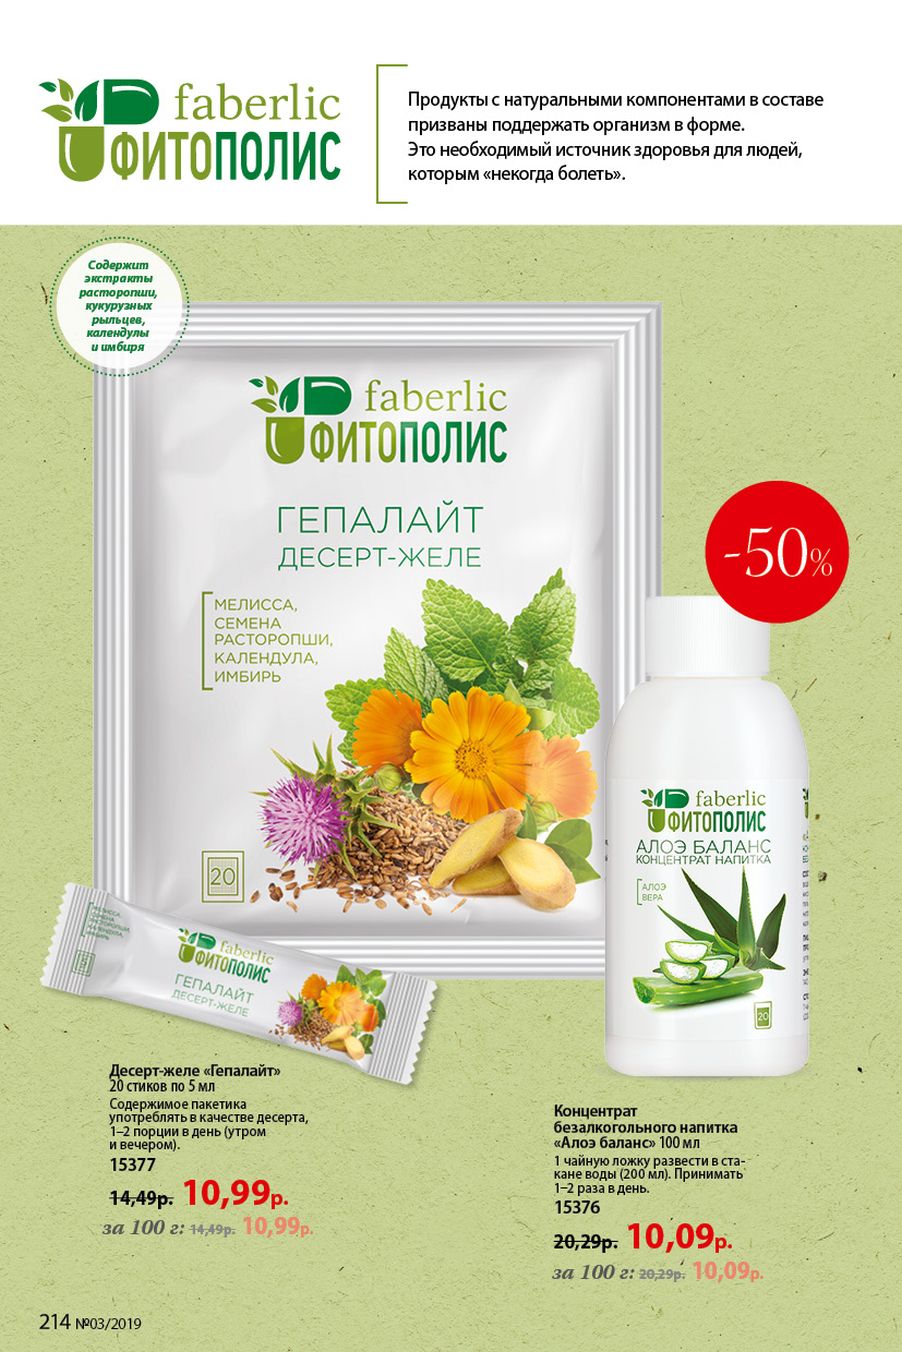 faberlic
ФИТОПОЛИС
Продукты с натуральными компонентами в составе
призваны поддержать организм в форме.
Это необходимый источник здоровья для людей,
которым «некогда болеть».
Содержит
экстракты
расторопши,
кукурузных
рыльцев,
календулы
и имбиря
faberlic
ФИТОПОЛИС
ГЕПАЛАЙТ
ДЕСЕРТ-ЖЕЛЕ
МЕЛИССА,
СЕМЕНА
РАСТОРОПШИ,
КАЛЕНДУЛА,
ИМБИРЬ
20
-50%
faberlic
ФИТОПОЛИС
АЛОЭ БАЛАНС
КОНЦЕНТРАТ НАПИТКА
АЛОЭ
ВЕРА
20
МЕЛИССА,
СЕМЕНА
РАСТОРОПШИ,
КАЛЕНДУЛА,
ИМБИРЬ
faberlic
ФИТОПОЛИС
ГЕПАЛАЙТ
ДЕСЕРТ-ЖЕЛЕ
Десерт-желе «Гепалайт»
20 стиков по 5 мл
Содержимое пакетика
употреблять в качестве десерта,
1–2 порции в день (утром
и вечером).
15377
14,49р. 10,99р.
за 100 г: 14,49р. 10,99р.
Концентрат
безалкогольного напитка
«Алоэ баланс» 100 мл
1 чайную ложку развести в ста-
кане воды (200 мл). Принимать
1–2 раза в день.
15376
20,29р. 10,09р.
за 100 г: 20,29р. 10,09р.
214 №03/2019